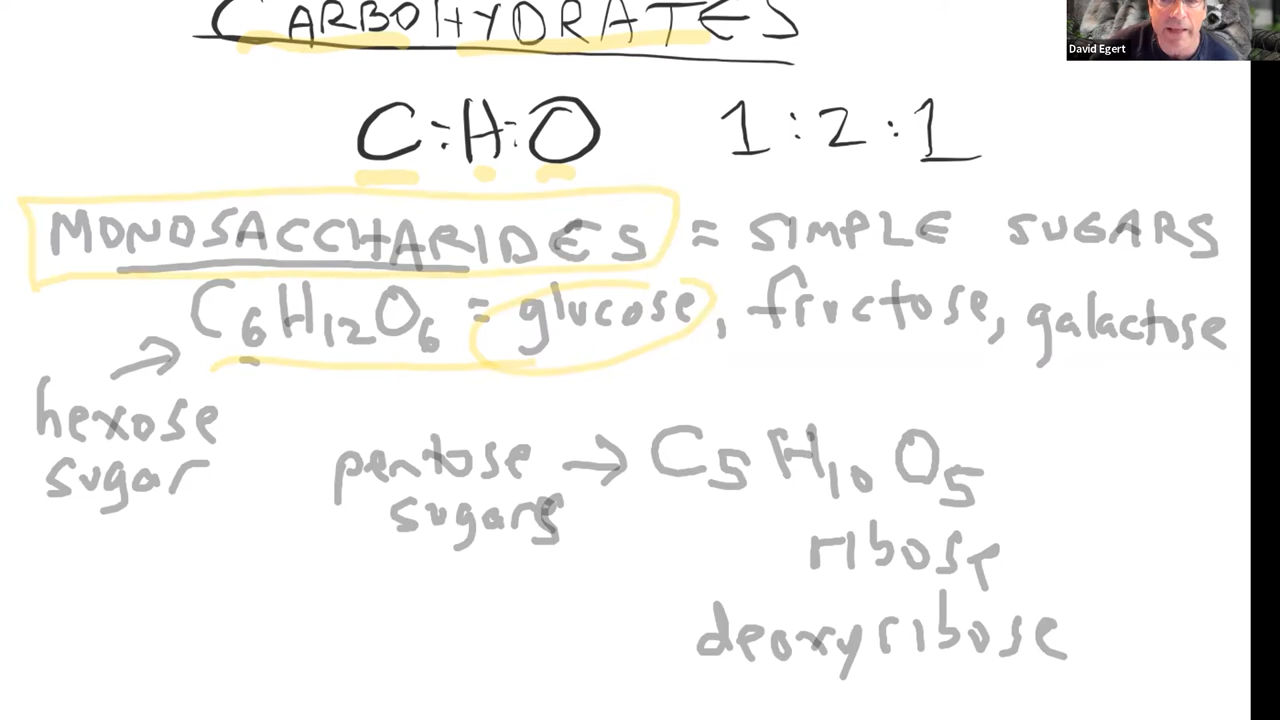 CARBOHYDRATES
David Egert
C:H:O 1:2:1
MONOSACCHARIDES = SIMPLE SUGARS
C6H12O6 = glucose, fructose, galactose
→
hexose
sugar
pentose → C5H10O5
sugars
ribose
deoxyribose